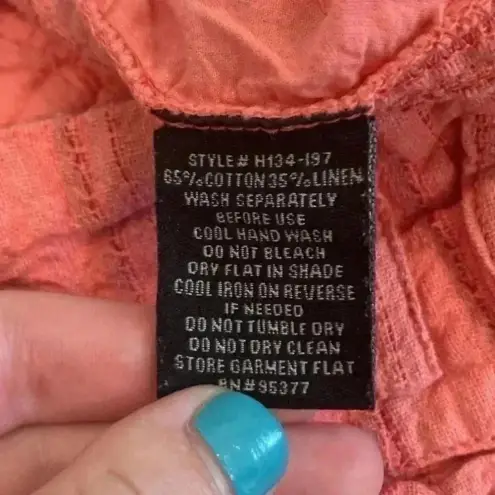 STYLE# H134-197
65%COTTON35%LINEN
WASH SEPARATELY
BEFORE USE
COOL HAND WASH
DO NOT BLEACH
DRY FLAT IN SHADE
COOL IRON ON REVERSE
IF NEEDED
DO NOT TUMBLE DRY
DO NOT DRY CLEAN
STORE GARMENT FLAT
RN#95377